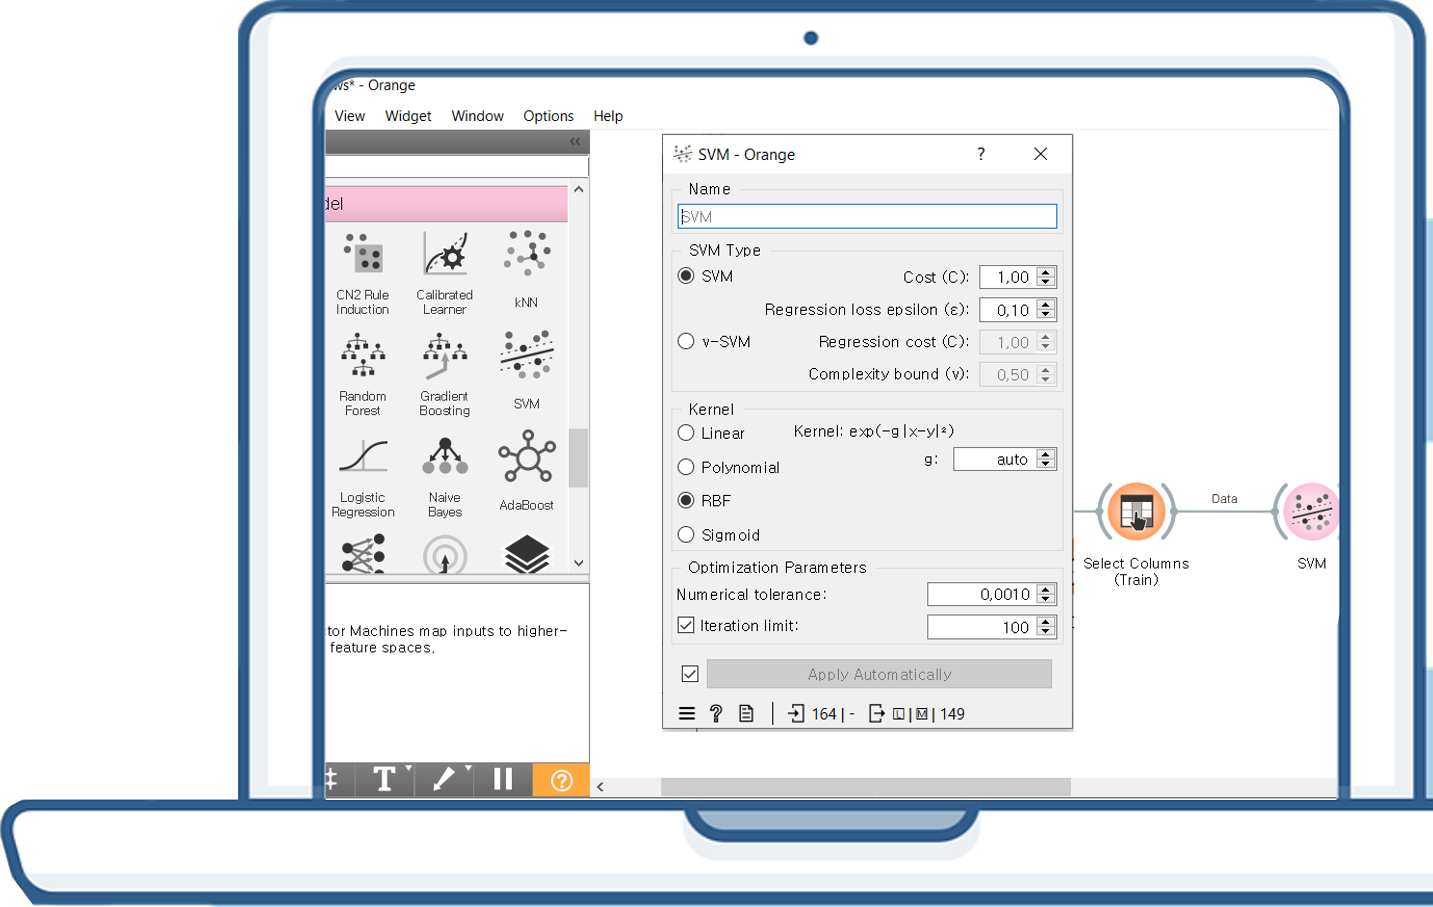 ws* - Orange
View Widget Window Options Help
«
del
CN2 Rule Induction
Calibrated Learner
kNN
Random Forest
Gradient Boosting
SVM
Logistic Regression
Naive Bayes
AdaBoost
tor Machines map inputs to higher-
feature spaces.
T
?
<
SVM - Orange ?
Name
SVM
SVM Type
SVM Cost (C): 1,00
Regression loss epsilon (ε): 0,10
ν-SVM Regression cost (C): 1,00
Complexity bound (ν): 0,50
Kernel
Linear Kernel: exp(-g|x-y|²)
g: auto
Polynomial
RBF
Sigmoid
Optimization Parameters
Numerical tolerance: 0,0010
Iteration limit: 100
Apply Automatically
? 164 | - L | M | 149
Data
Select Columns
(Train)
SVM